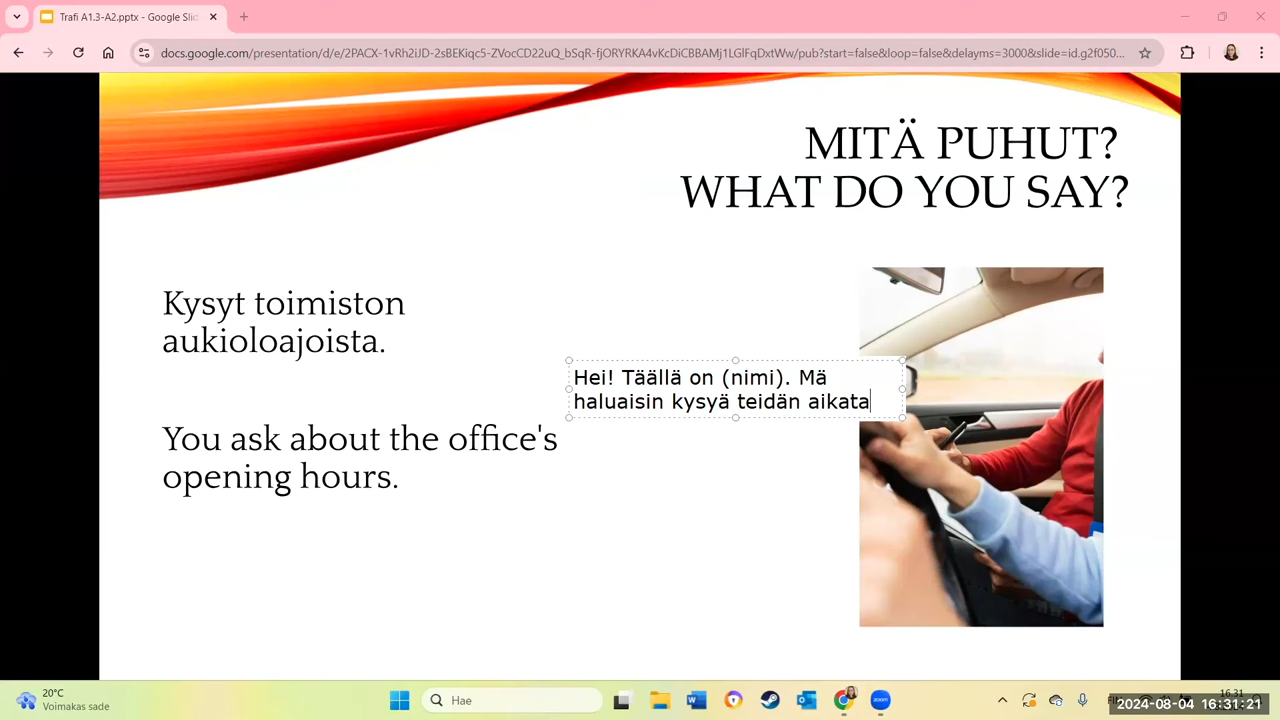 Trafi A1.3-A2.pptx - Google Slid
docs.google.com/presentation/d/e/2PACX-1vRh2iJD-2sBEKiqc5-ZVocCD22uQ_bSqR-fjORYRKA4vKcDiCBBAMj1LGlFqDxtWw/pub?start=false&loop=false&delayms=3000&slide=id.g2f050...
MITÄ PUHUT?
WHAT DO YOU SAY?
Kysyt toimiston
aukioloajoista.
Hei! Täällä on (nimi). Mä
haluaisin kysyä teidän aikata
You ask about the office's
opening hours.
20°C
Voimakas sade
Hae
zoom
16.31
2024-08-04 16:31:21